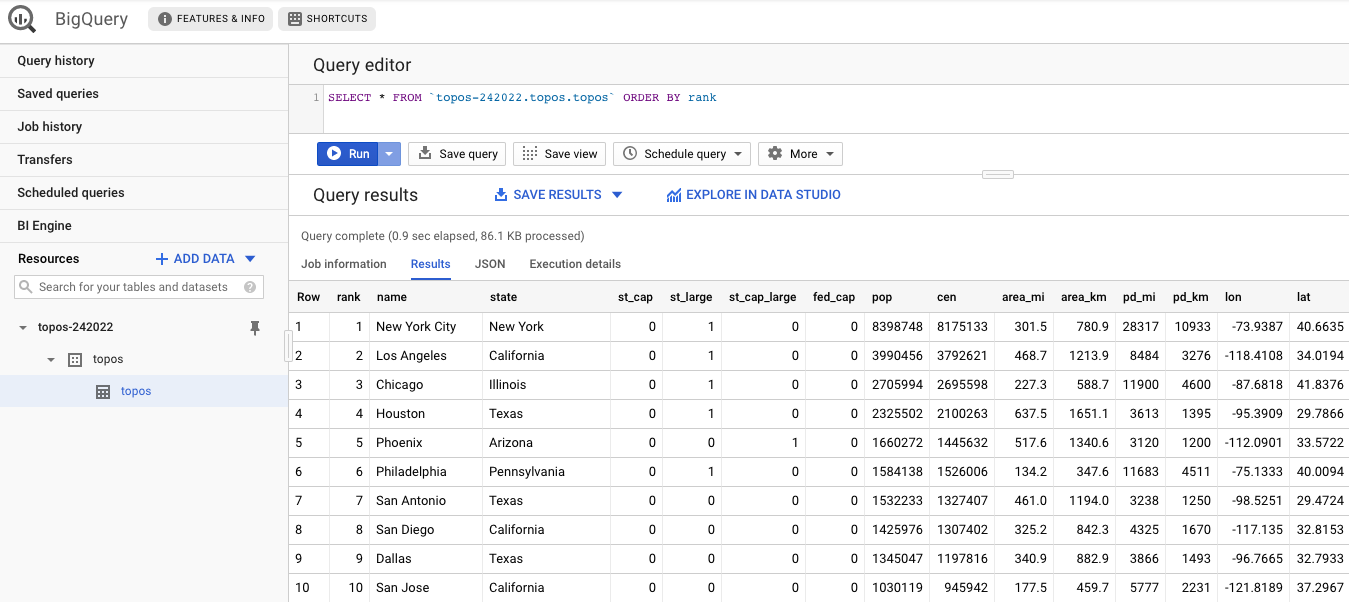 BigQuery FEATURES & INFO SHORTCUTS
Query history
Saved queries
Job history
Transfers
Scheduled queries
BI Engine
Resources ADD DATA
Search for your tables and datasets
topos-242022
topos
topos
Query editor
1 SELECT * FROM `topos-242022.topos.topos` ORDER BY rank
Run Save query Save view Schedule query More
Query results SAVE RESULTS EXPLORE IN DATA STUDIO
Query complete (0.9 sec elapsed, 86.1 KB processed)
Job information Results JSON Execution details
Row rank name state st_cap st_large st_cap_large fed_cap pop cen area_mi area_km pd_mi pd_km lon lat
1 1 New York City New York 0 1 0 0 8398748 8175133 301.5 780.9 28317 10933 -73.9387 40.6635
2 2 Los Angeles California 0 1 0 0 3990456 3792621 468.7 1213.9 8484 3276 -118.4108 34.0194
3 3 Chicago Illinois 0 1 0 0 2705994 2695598 227.3 588.7 11900 4600 -87.6818 41.8376
4 4 Houston Texas 0 1 0 0 2325502 2100263 637.5 1651.1 3613 1395 -95.3909 29.7866
5 5 Phoenix Arizona 0 0 1 0 1660272 1445632 517.6 1340.6 3120 1200 -112.0901 33.5722
6 6 Philadelphia Pennsylvania 0 1 0 0 1584138 1526006 134.2 347.6 11683 4511 -75.1333 40.0094
7 7 San Antonio Texas 0 0 0 0 1532233 1327407 461.0 1194.0 3238 1250 -98.5251 29.4724
8 8 San Diego California 0 0 0 0 1425976 1307402 325.2 842.3 4325 1670 -117.135 32.8153
9 9 Dallas Texas 0 0 0 0 1345047 1197816 340.9 882.9 3866 1493 -96.7665 32.7933
10 10 San Jose California 0 0 0 0 1030119 945942 177.5 459.7 5777 2231 -121.8189 37.2967